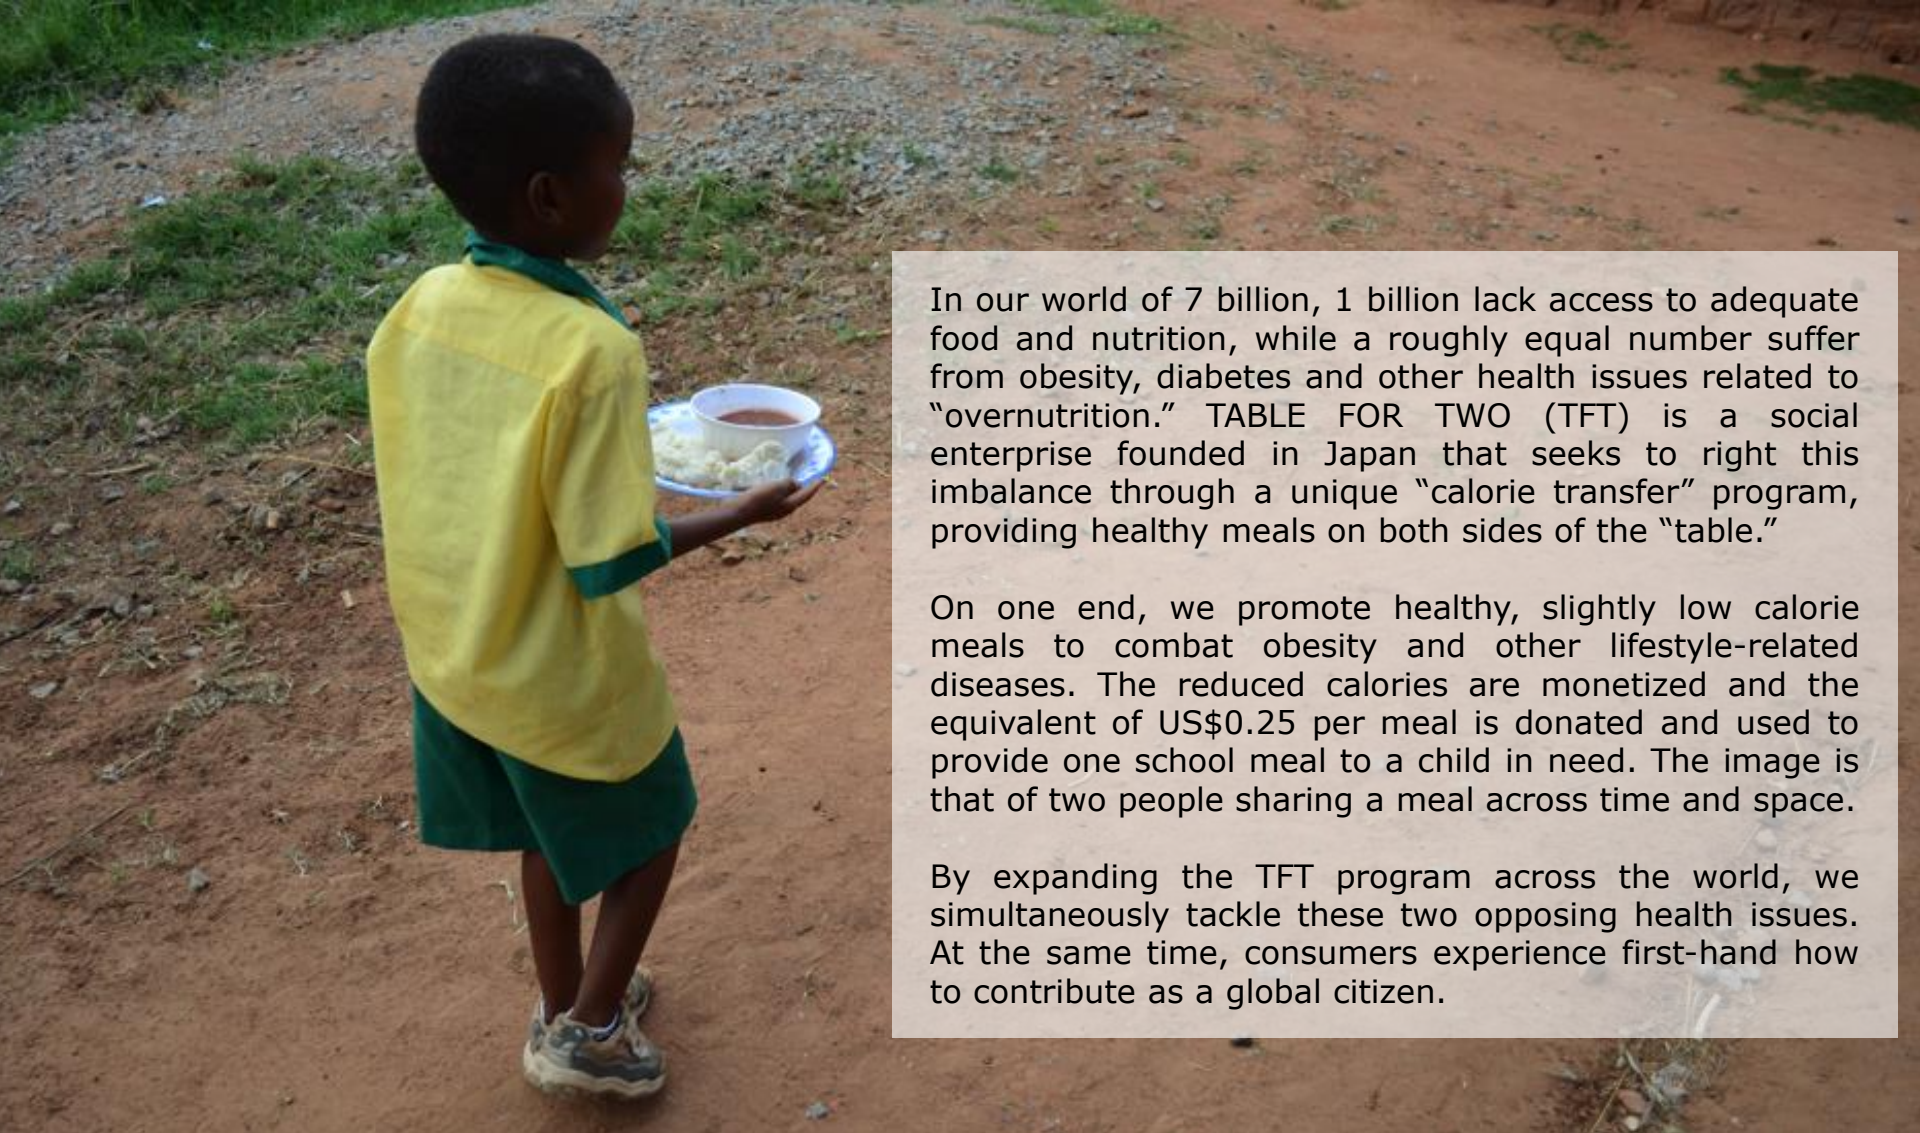 In our world of 7 billion, 1 billion lack access to adequate
food and nutrition, while a roughly equal number suffer
from obesity, diabetes and other health issues related to
“overnutrition.” TABLE FOR TWO (TFT) is a social
enterprise founded in Japan that seeks to right this
imbalance through a unique “calorie transfer” program,
providing healthy meals on both sides of the “table.”
On one end, we promote healthy, slightly low calorie
meals to combat obesity and other lifestyle-related
diseases. The reduced calories are monetized and the
equivalent of US$0.25 per meal is donated and used to
provide one school meal to a child in need. The image is
that of two people sharing a meal across time and space.
By expanding the TFT program across the world, we
simultaneously tackle these two opposing health issues.
At the same time, consumers experience first-hand how
to contribute as a global citizen.